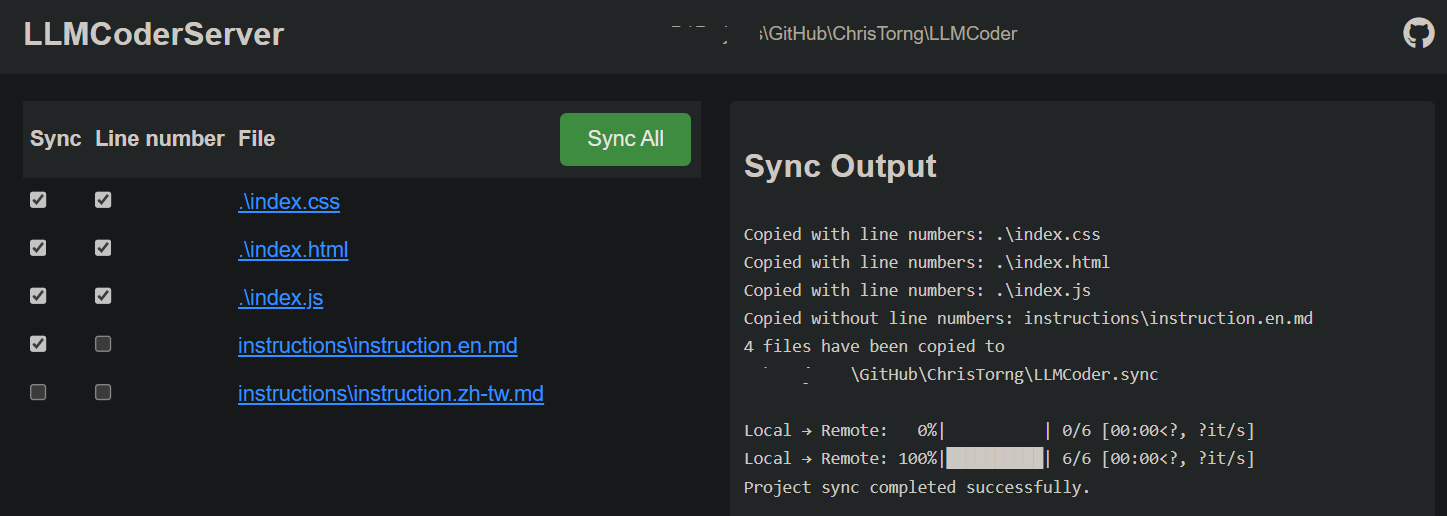 LLMCoderServer
s\GitHub\ChrisTorng\LLMCoder
Sync Line number File Sync All
.\index.css
.\index.html
.\index.js
instructions\instruction.en.md
instructions\instruction.zh-tw.md
Sync Output
Copied with line numbers: .\index.css
Copied with line numbers: .\index.html
Copied with line numbers: .\index.js
Copied without line numbers: instructions\instruction.en.md
4 files have been copied to
\GitHub\ChrisTorng\LLMCoder.sync
Local → Remote:   0%|          | 0/6 [00:00<?, ?it/s]
Local → Remote: 100%|██████████| 6/6 [00:00<?, ?it/s]
Project sync completed successfully.